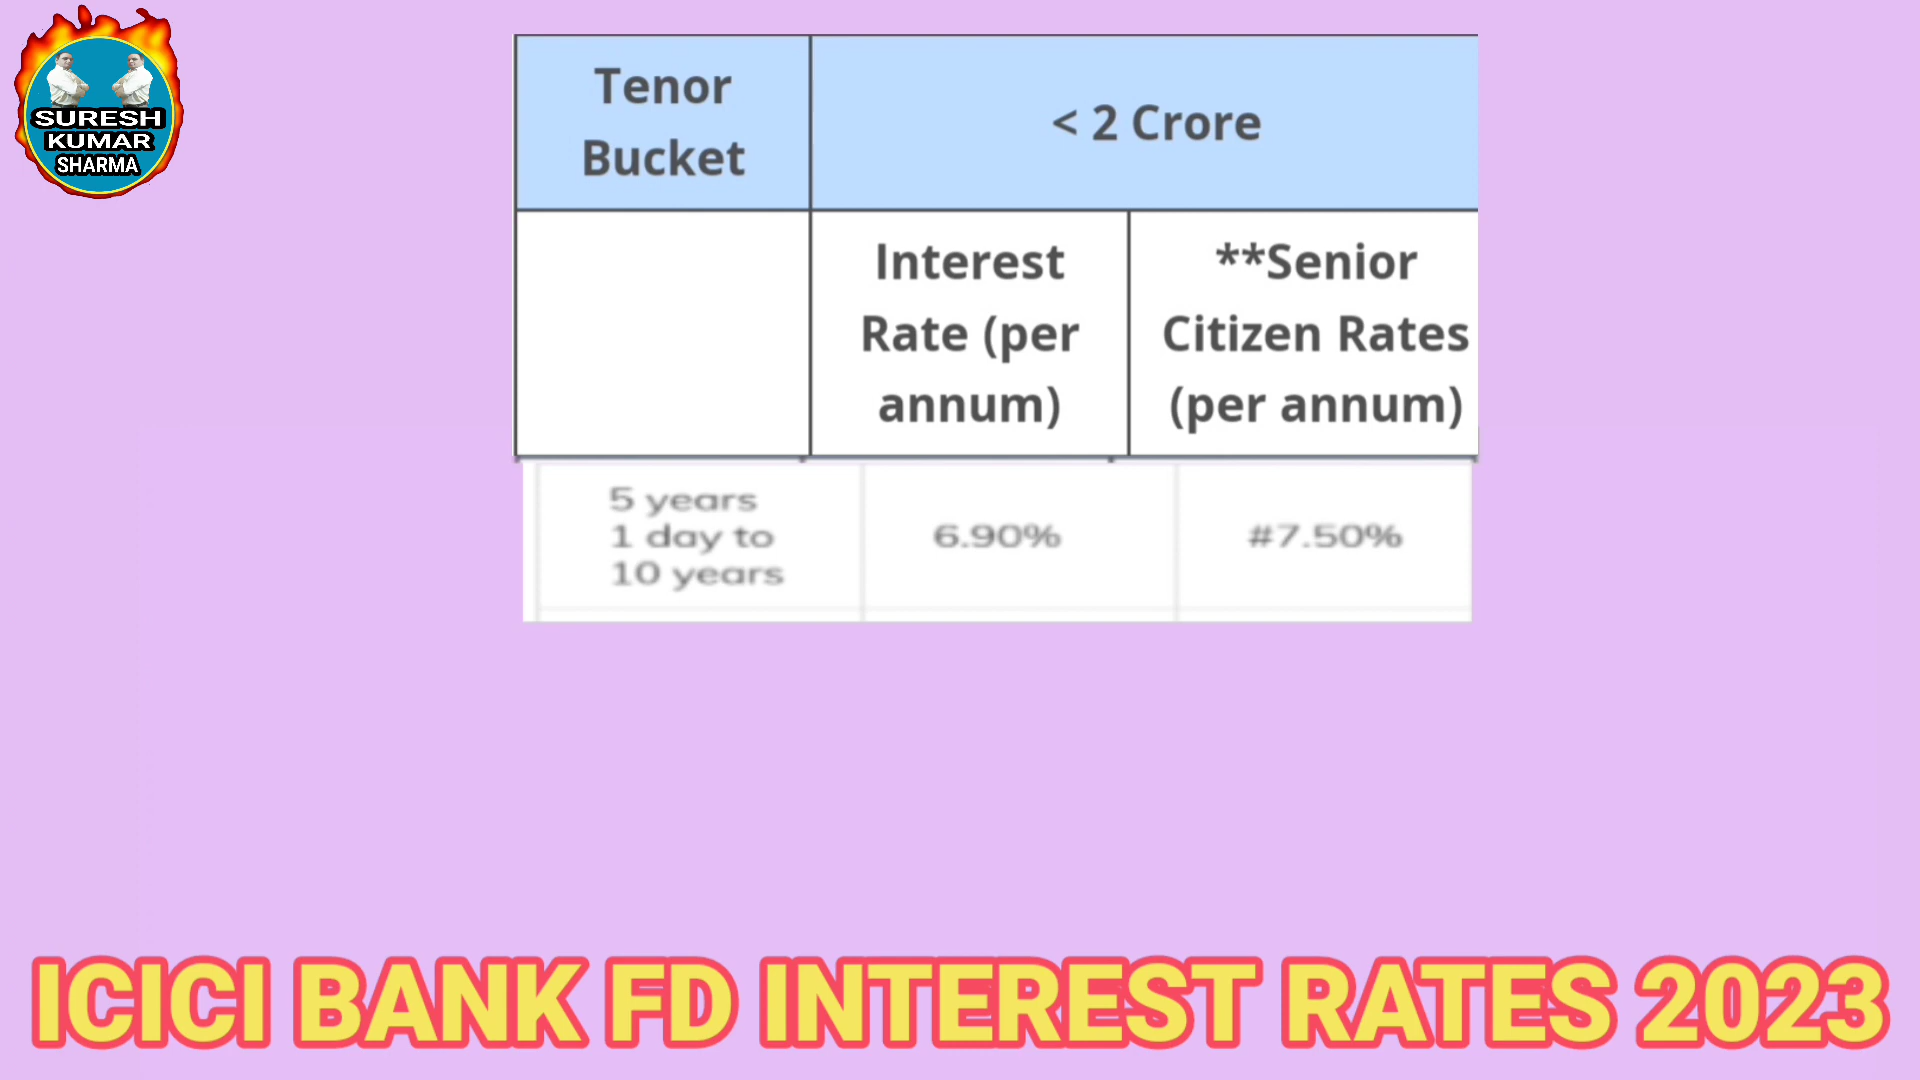 SURESH
KUMAR
SHARMA
Tenor
Bucket
< 2 Crore
Interest
Rate (per
annum)
**Senior
Citizen Rates
(per annum)
5 years
1 day to
10 years
6.90%
#7.50%
ICICI BANK FD INTEREST RATES 2023